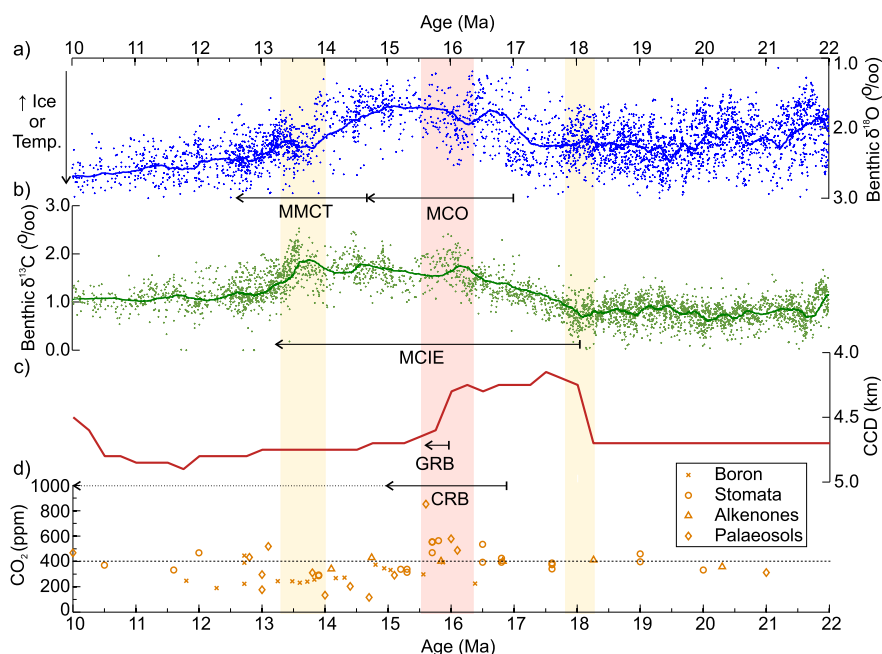 Age (Ma)
10 11 12 13 14 15 16 17 18 19 20 21 22
a)
1.0
2.0
3.0
Benthic δ¹⁸O (⁰/oo)
↑ Ice
or
Temp.
MMCT
MCO
b)
3.0
2.0
1.0
0.0
Benthic δ¹³C (⁰/oo)
MCIE
c)
4.0
4.5
5.0
CCD (km)
GRB
d)
CRB
1000
800
600
400
200
0
CO₂ (ppm)
Boron
Stomata
Alkenones
Palaeosols
10 11 12 13 14 15 16 17 18 19 20 21 22
Age (Ma)